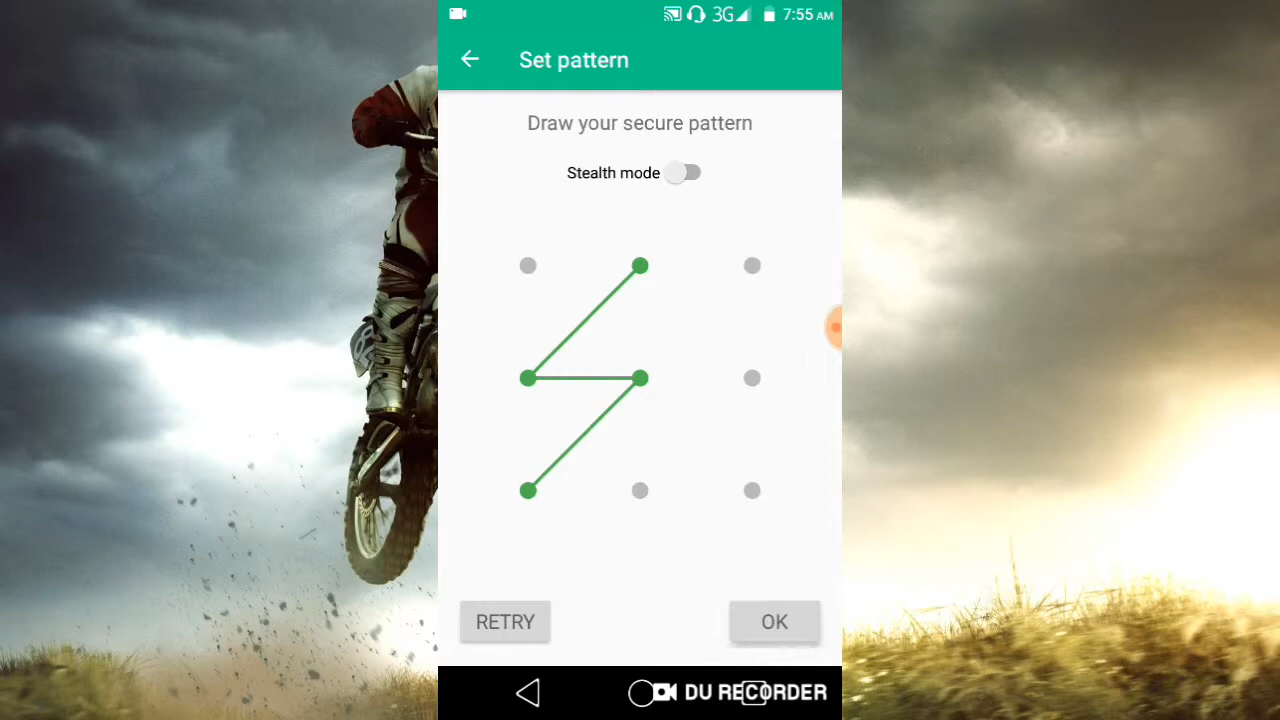 3G 7:55 AM
Set pattern
Draw your secure pattern
Stealth mode
RETRY OK
DU RECORDER